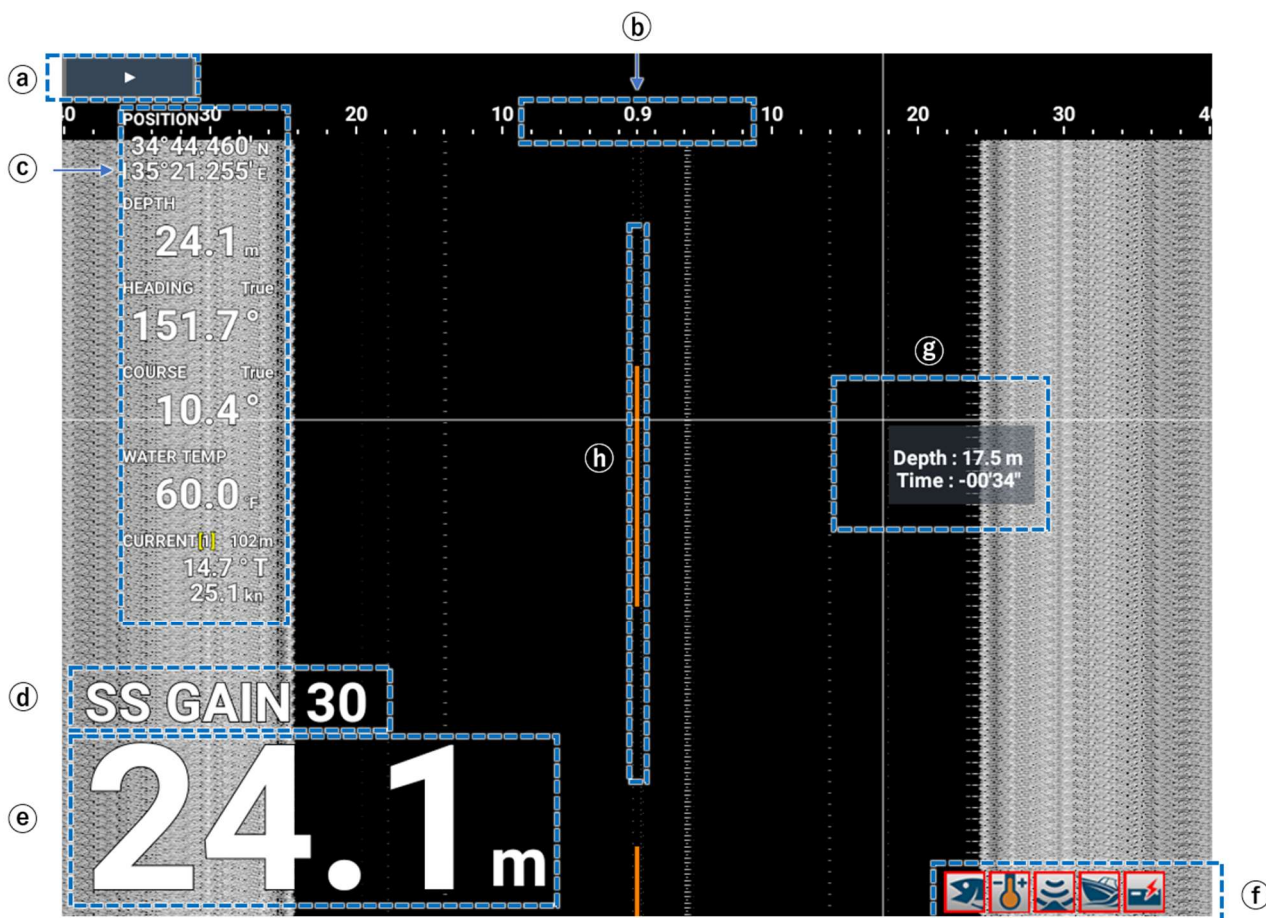 ⓑ
ⓐ
▶
30 20 10 0.9 10 20 30 40
POSITION
34°44.460' N
ⓒ
135°21.255' E
DEPTH
24.1 m
HEADING True
151.7°
ⓖ
COURSE True
10.4°
ⓗ
WATER TEMP
60.0 °F
Depth : 17.5 m
Time : -00'34"
CURRENT[1] 102m
14.7 ° T
25.1 kn
ⓓ
SS GAIN 30
ⓔ
24.1 m
ⓕ